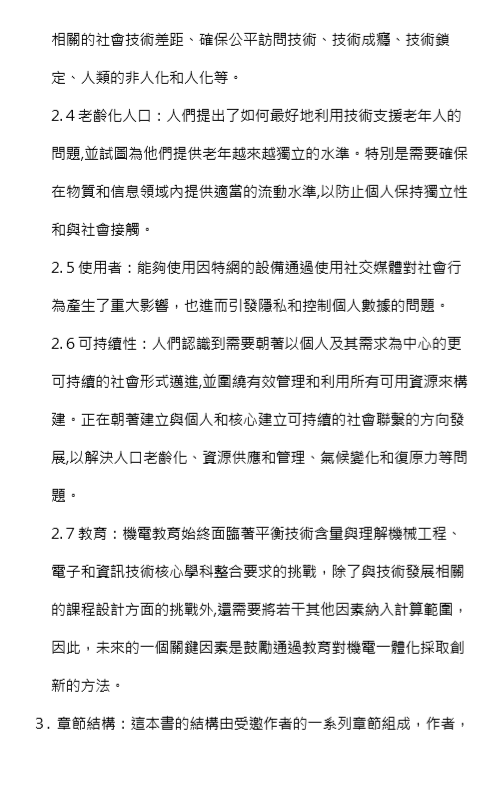 相關的社會技術差距、確保公平訪問技術、技術成癮、技術鎖
定、人類的非人化和人化等。
2.4 老齡化人口：人們提出了如何最好地利用技術支援老年人的
問題,並試圖為他們提供老年越來越獨立的水準。特別是需要確保
在物質和信息領域內提供適當的流動水準,以防止個人保持獨立性
和與社會接觸。
2.5 使用者：能夠使用因特網的設備通過使用社交媒體對社會行
為產生了重大影響，也進而引發隱私和控制個人數據的問題。
2.6 可持續性：人們認識到需要朝著以個人及其需求為中心的更
可持續的社會形式邁進,並圍繞有效管理和利用所有可用資源來構
建。正在朝著建立與個人和核心建立可持續的社會聯繫的方向發
展,以解決人口老齡化、資源供應和管理、氣候變化和復原力等問
題。
2.7 教育：機電教育始終面臨著平衡技術含量與理解機械工程、
電子和資訊技術核心學科整合要求的挑戰，除了與技術發展相關
的課程設計方面的挑戰外,還需要將若干其他因素納入計算範圍，
因此，未來的一個關鍵因素是鼓勵通過教育對機電一體化採取創
新的方法。
3. 章節結構：這本書的結構由受邀作者的一系列章節組成，作者，